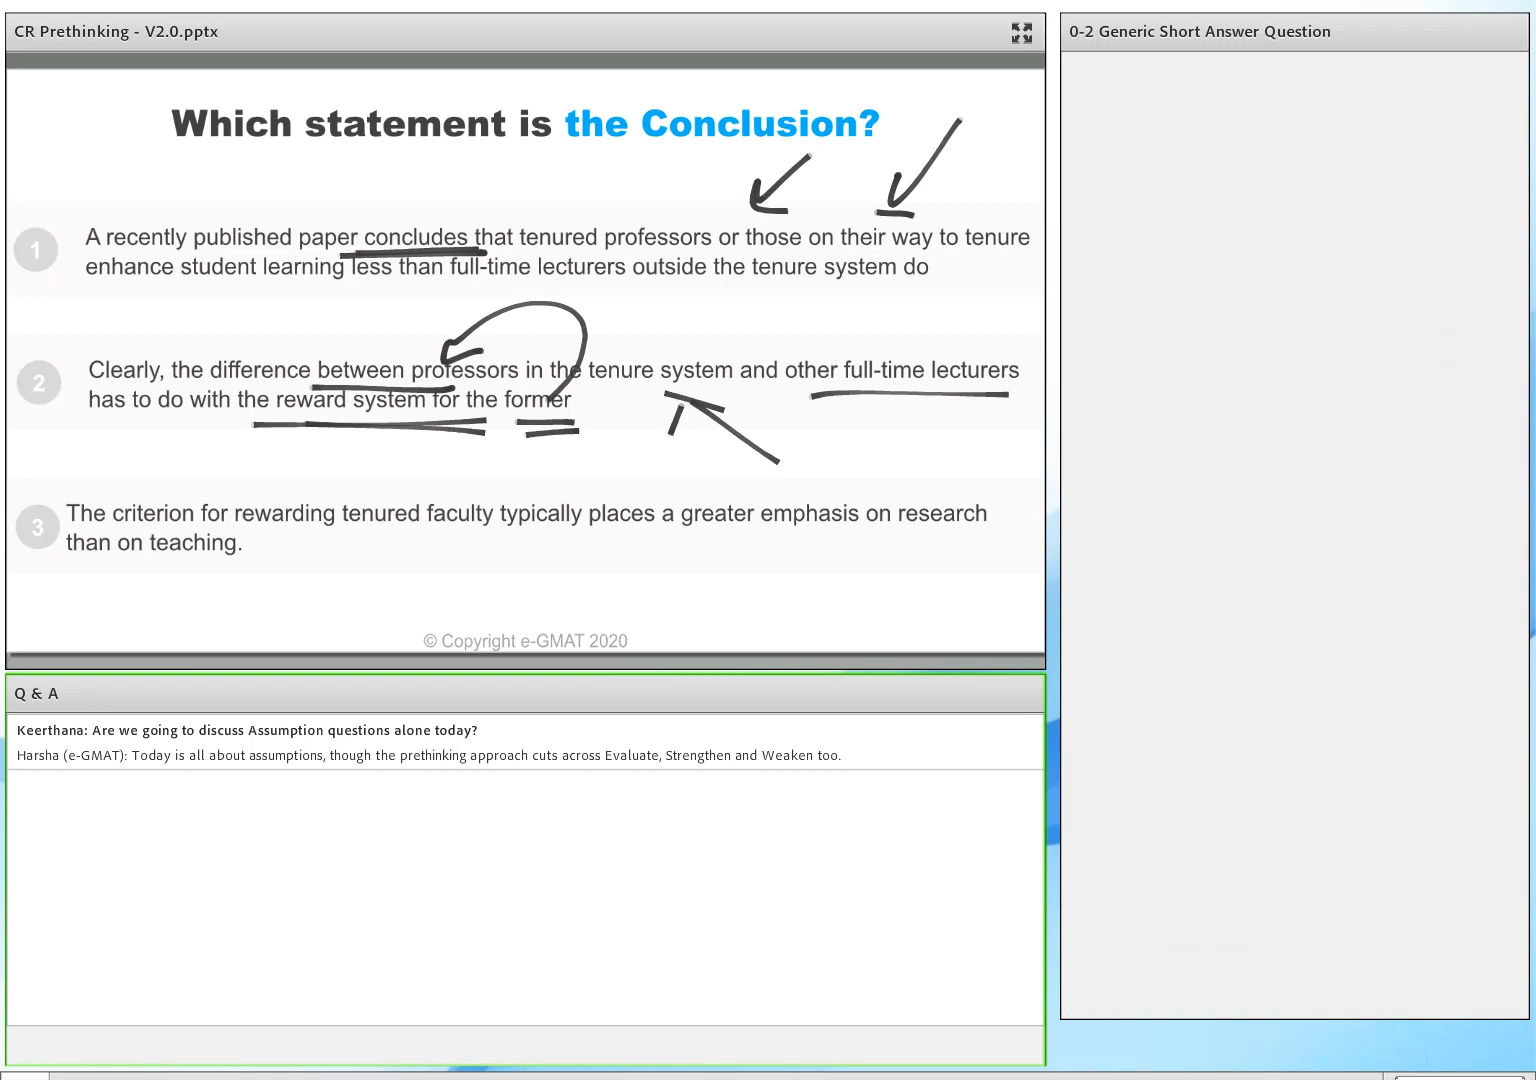 CR Prethinking - V2.0.pptx
Which statement is the Conclusion?
1
A recently published paper concludes that tenured professors or those on their way to tenure
enhance student learning less than full-time lecturers outside the tenure system do
2
Clearly, the difference between professors in the tenure system and other full-time lecturers
has to do with the reward system for the former
3
The criterion for rewarding tenured faculty typically places a greater emphasis on research
than on teaching.
© Copyright e-GMAT 2020
Q & A
Keerthana: Are we going to discuss Assumption questions alone today?
Harsha (e-GMAT): Today is all about assumptions, though the prethinking approach cuts across Evaluate, Strengthen and Weaken too.
0-2 Generic Short Answer Question